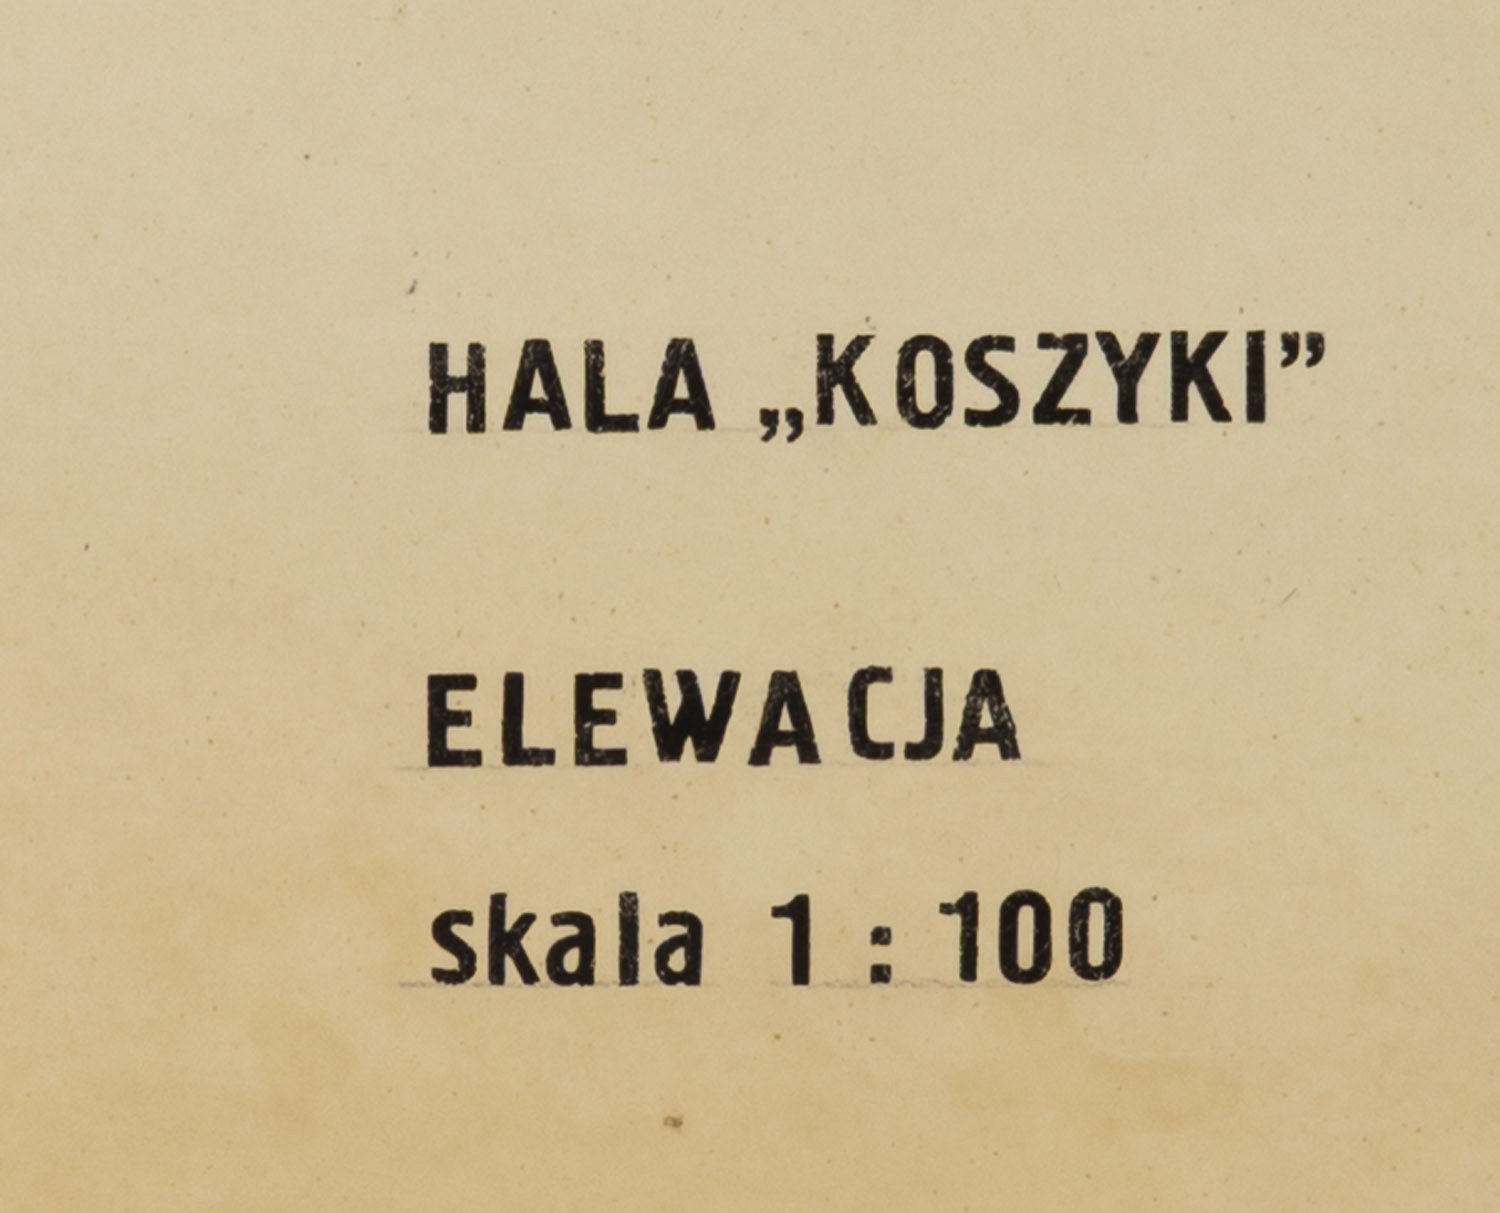 HALA „KOSZYKI”
ELEWACJA
skala 1 : 100